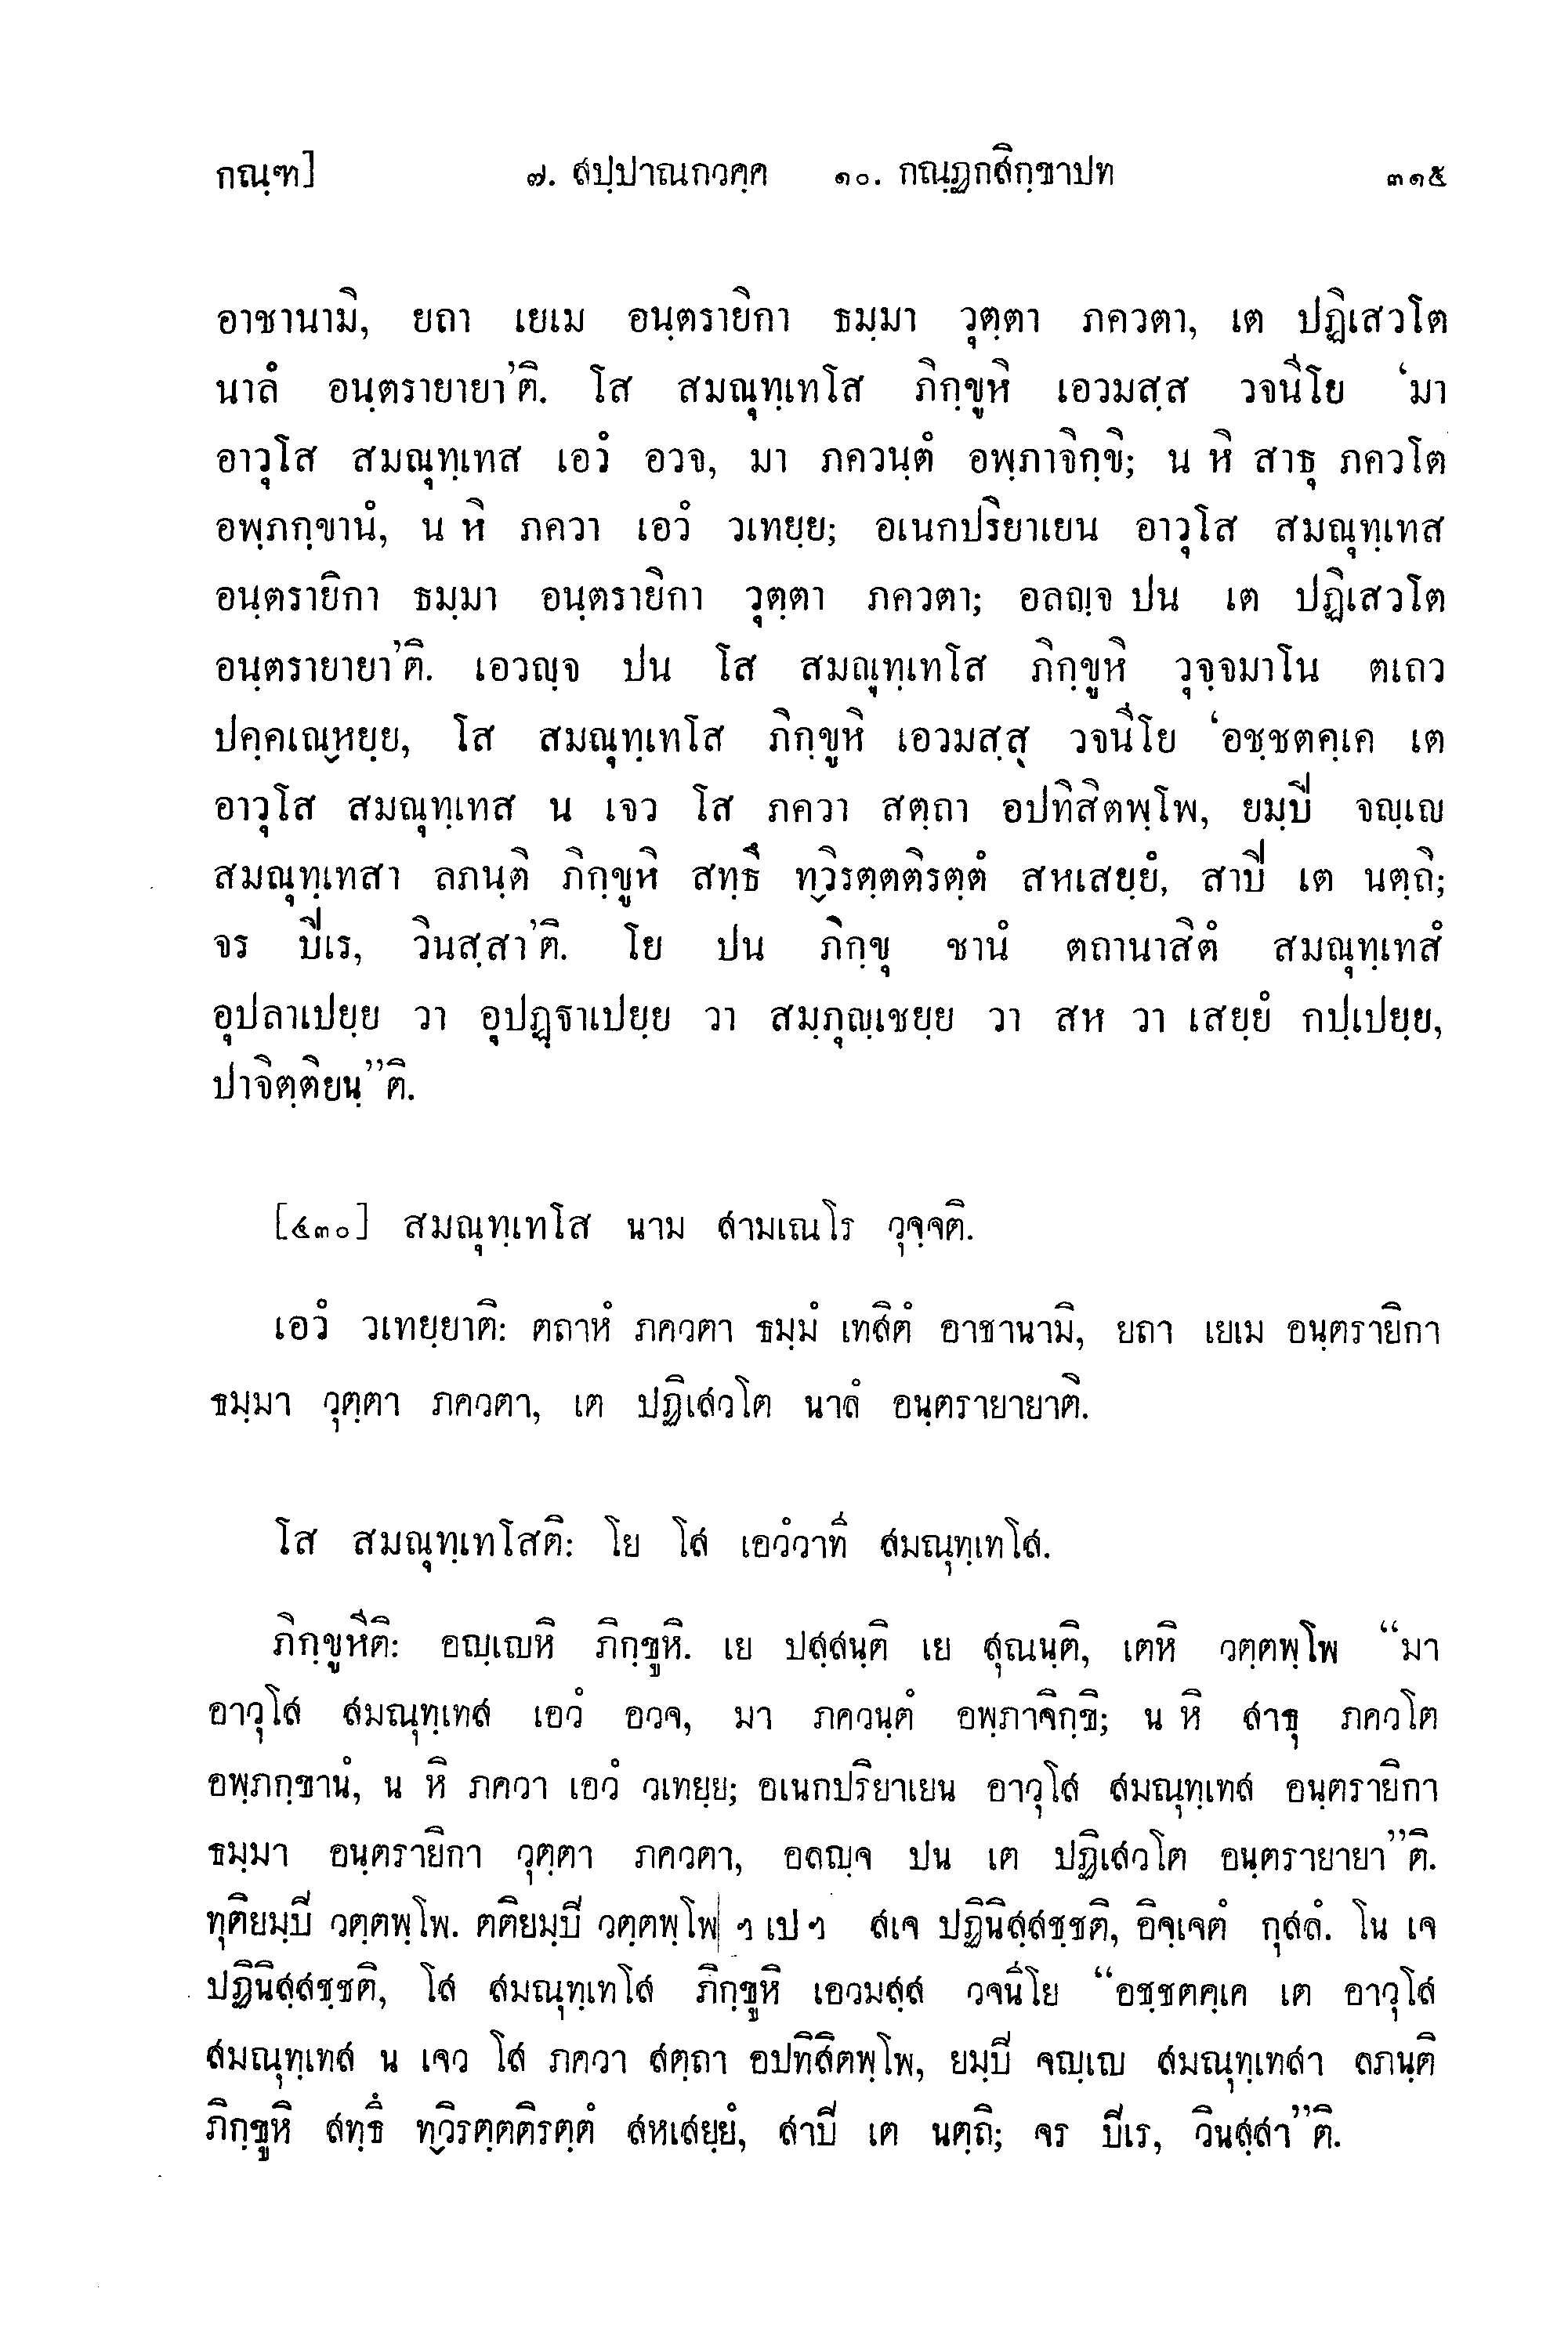 กณฺฑ] ๗. สปฺปาณกวคฺค ๑๐. กณฺฏกสิกฺขาปท ๓๑๕
อาชานามิ, ยถา เยเม อนฺตรายิกา ธมฺมา วุตฺตา ภควตา, เต ปฏิเสวโต
นาลํ อนฺตรายายา’ติ. โส สมณุทฺเทโส ภิกฺขูหิ เอวมสฺส วจนีโย ‘มา
อาวุโส สมณุทฺเทส เอวํ อวจ, มา ภควนฺตํ อพฺภาจิกฺขิ; น หิ สาธุ ภควโต
อพฺภกฺขานํ, น หิ ภควา เอวํ วเทยฺย; อเนกปริยาเยน อาวุโส สมณุทฺเทส
อนฺตรายิกา ธมฺมา อนฺตรายิกา วุตฺตา ภควตา; อลญฺจ ปน เต ปฏิเสวโต
อนฺตรายายา’ติ. เอวญฺจ ปน โส สมณุทฺเทโส ภิกฺขูหิ วุจฺจมาโน ตเถว
ปคฺคเณฺหยฺย, โส สมณุทฺเทโส ภิกฺขูหิ เอวมสฺสุ วจนีโย ‘อชฺชตคฺเค เต
อาวุโส สมณุทฺเทส น เจว โส ภควา สตฺถา อปทิสิตพฺโพ, ยมฺปิ จญฺเญ
สมณุทฺเทสา ลภนฺติ ภิกฺขูหิ สทฺธึ ทฺวิรตฺตติรตฺตํ สหเสยฺยํ, สาปิ เต นตฺถิ;
จร ปิเร, วินสฺสา’ติ. โย ปน ภิกฺขุ ชานํ ตถานาสิตํ สมณุทฺเทสํ
อุปลาเปยฺย วา อุปฏฺฐาเปยฺย วา สมฺภุญฺเชยฺย วา สห วา เสยฺยํ กปฺเปยฺย,
ปาจิตฺติยนฺ”ติ.
[๕๓๐] สมณุทฺเทโส นาม สามเณโร วุจฺจติ.
เอวํ วเทยฺยาติ: ตถาหํ ภควตา ธมฺมํ เทสิตํ อาชานามิ, ยถา เยเม อนฺตรายิกา
ธมฺมา วุตฺตา ภควตา, เต ปฏิเสวโต นาลํ อนฺตรายายาติ.
โส สมณุทฺเทโสติ: โย โส เอวํวาที สมณุทฺเทโส.
ภิกฺขูหีติ: อญฺเญหิ ภิกฺขูหิ. เย ปสฺสนฺติ เย สุณนฺติ, เตหิ วตฺตพฺโพ “มา
อาวุโส สมณุทฺเทส เอวํ อวจ, มา ภควนฺตํ อพฺภาจิกฺขิ; น หิ สาธุ ภควโต
อพฺภกฺขานํ, น หิ ภควา เอวํ วเทยฺย; อเนกปริยาเยน อาวุโส สมณุทฺเทส อนฺตรายิกา
ธมฺมา อนฺตรายิกา วุตฺตา ภควตา, อลญฺจ ปน เต ปฏิเสวโต อนฺตรายายา”ติ.
ทุติยมฺปิ วตฺตพฺโพ. ตติยมฺปิ วตฺตพฺโพ ฯ เป ฯ สเจ ปฏินิสฺสชฺชติ, อิจฺเจตํ กุสลํ. โน เจ
ปฏินิสฺสชฺชติ, โส สมณุทฺเทโส ภิกฺขูหิ เอวมสฺส วจนีโย “อชฺชตคฺเค เต อาวุโส
สมณุทฺเทส น เจว โส ภควา สตฺถา อปทิสิตพฺโพ, ยมฺปิ จญฺเญ สมณุทฺเทสา ลภนฺติ
ภิกฺขูหิ สทฺธึ ทฺวิรตฺตติรตฺตํ สหเสยฺยํ, สาปิ เต นตฺถิ; จร ปิเร, วินสฺสา”ติ.